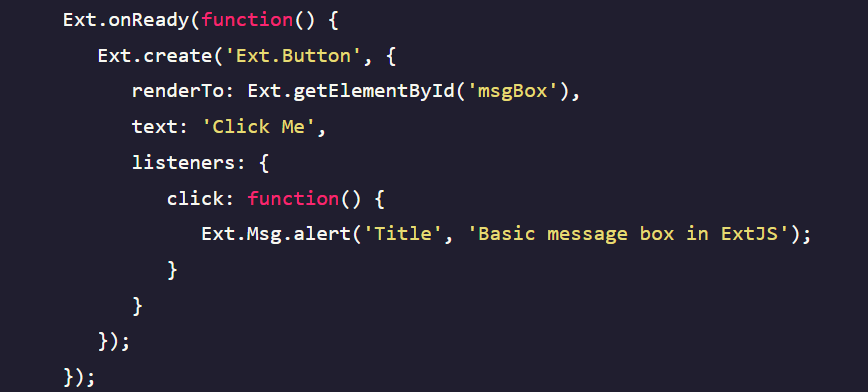 Ext.onReady(function() {
Ext.create('Ext.Button', {
renderTo: Ext.getElementById('msgBox'),
text: 'Click Me',
listeners: {
click: function() {
Ext.Msg.alert('Title', 'Basic message box in ExtJS');
}
}
});
});